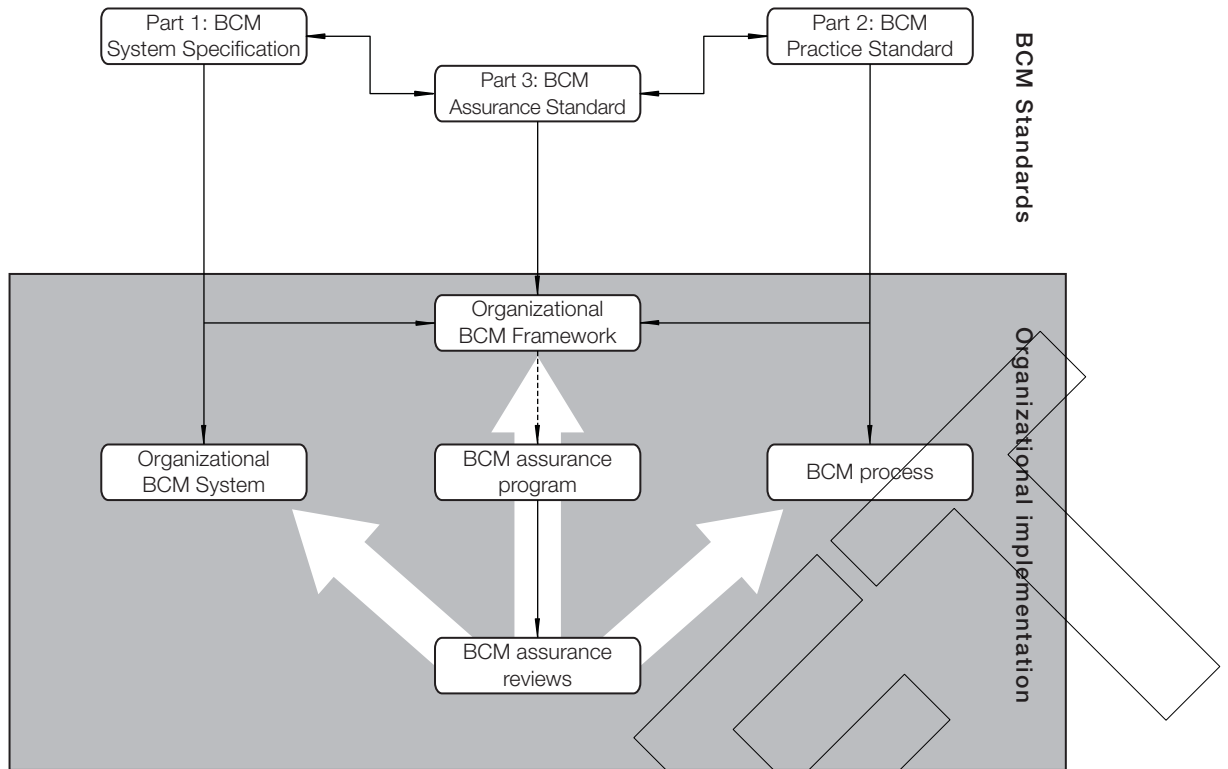 Part 1: BCM
System Specification
Part 2: BCM
Practice Standard
Part 3: BCM
Assurance Standard
BCM Standards
Organizational
BCM Framework
Organizational
BCM System
BCM assurance
program
BCM process
BCM assurance
reviews
Organizational implementation